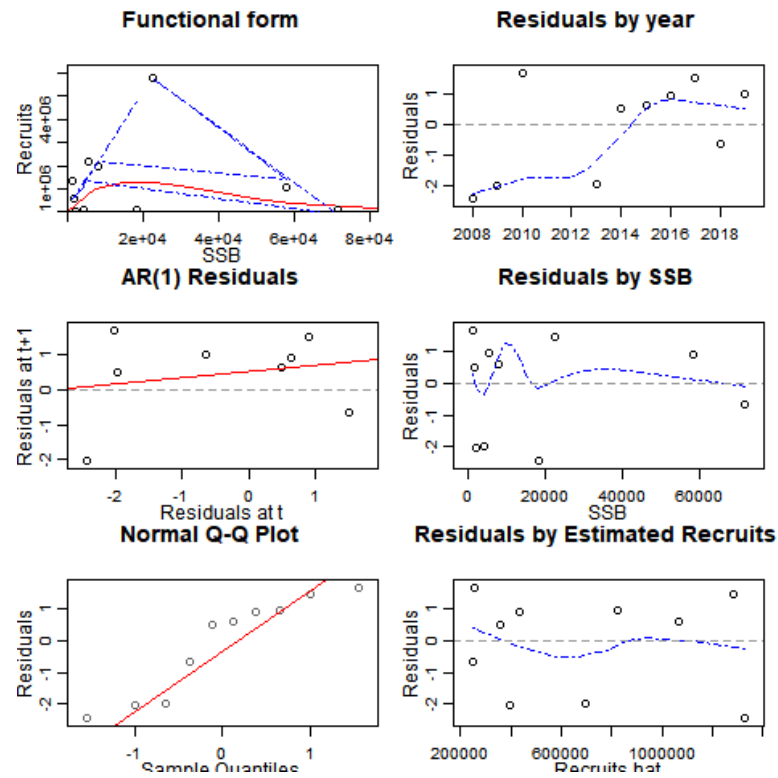 Functional form
Recruits
1e+06
4e+06
2e+04
4e+04
6e+04
8e+04
SSB
Residuals by year
Residuals
-2
-1
0
1
2008
2010
2012
2014
2016
2018
AR(1) Residuals
Residuals at t+1
-2
-1
0
1
-2
-1
0
1
Residuals at t
Residuals by SSB
Residuals
-2
-1
0
1
0
20000
40000
60000
SSB
Normal Q-Q Plot
Residuals
-2
-1
0
1
-1
0
1
Sample Quantiles
Residuals by Estimated Recruits
Residuals
-2
-1
0
1
200000
600000
1000000
Recruits hat